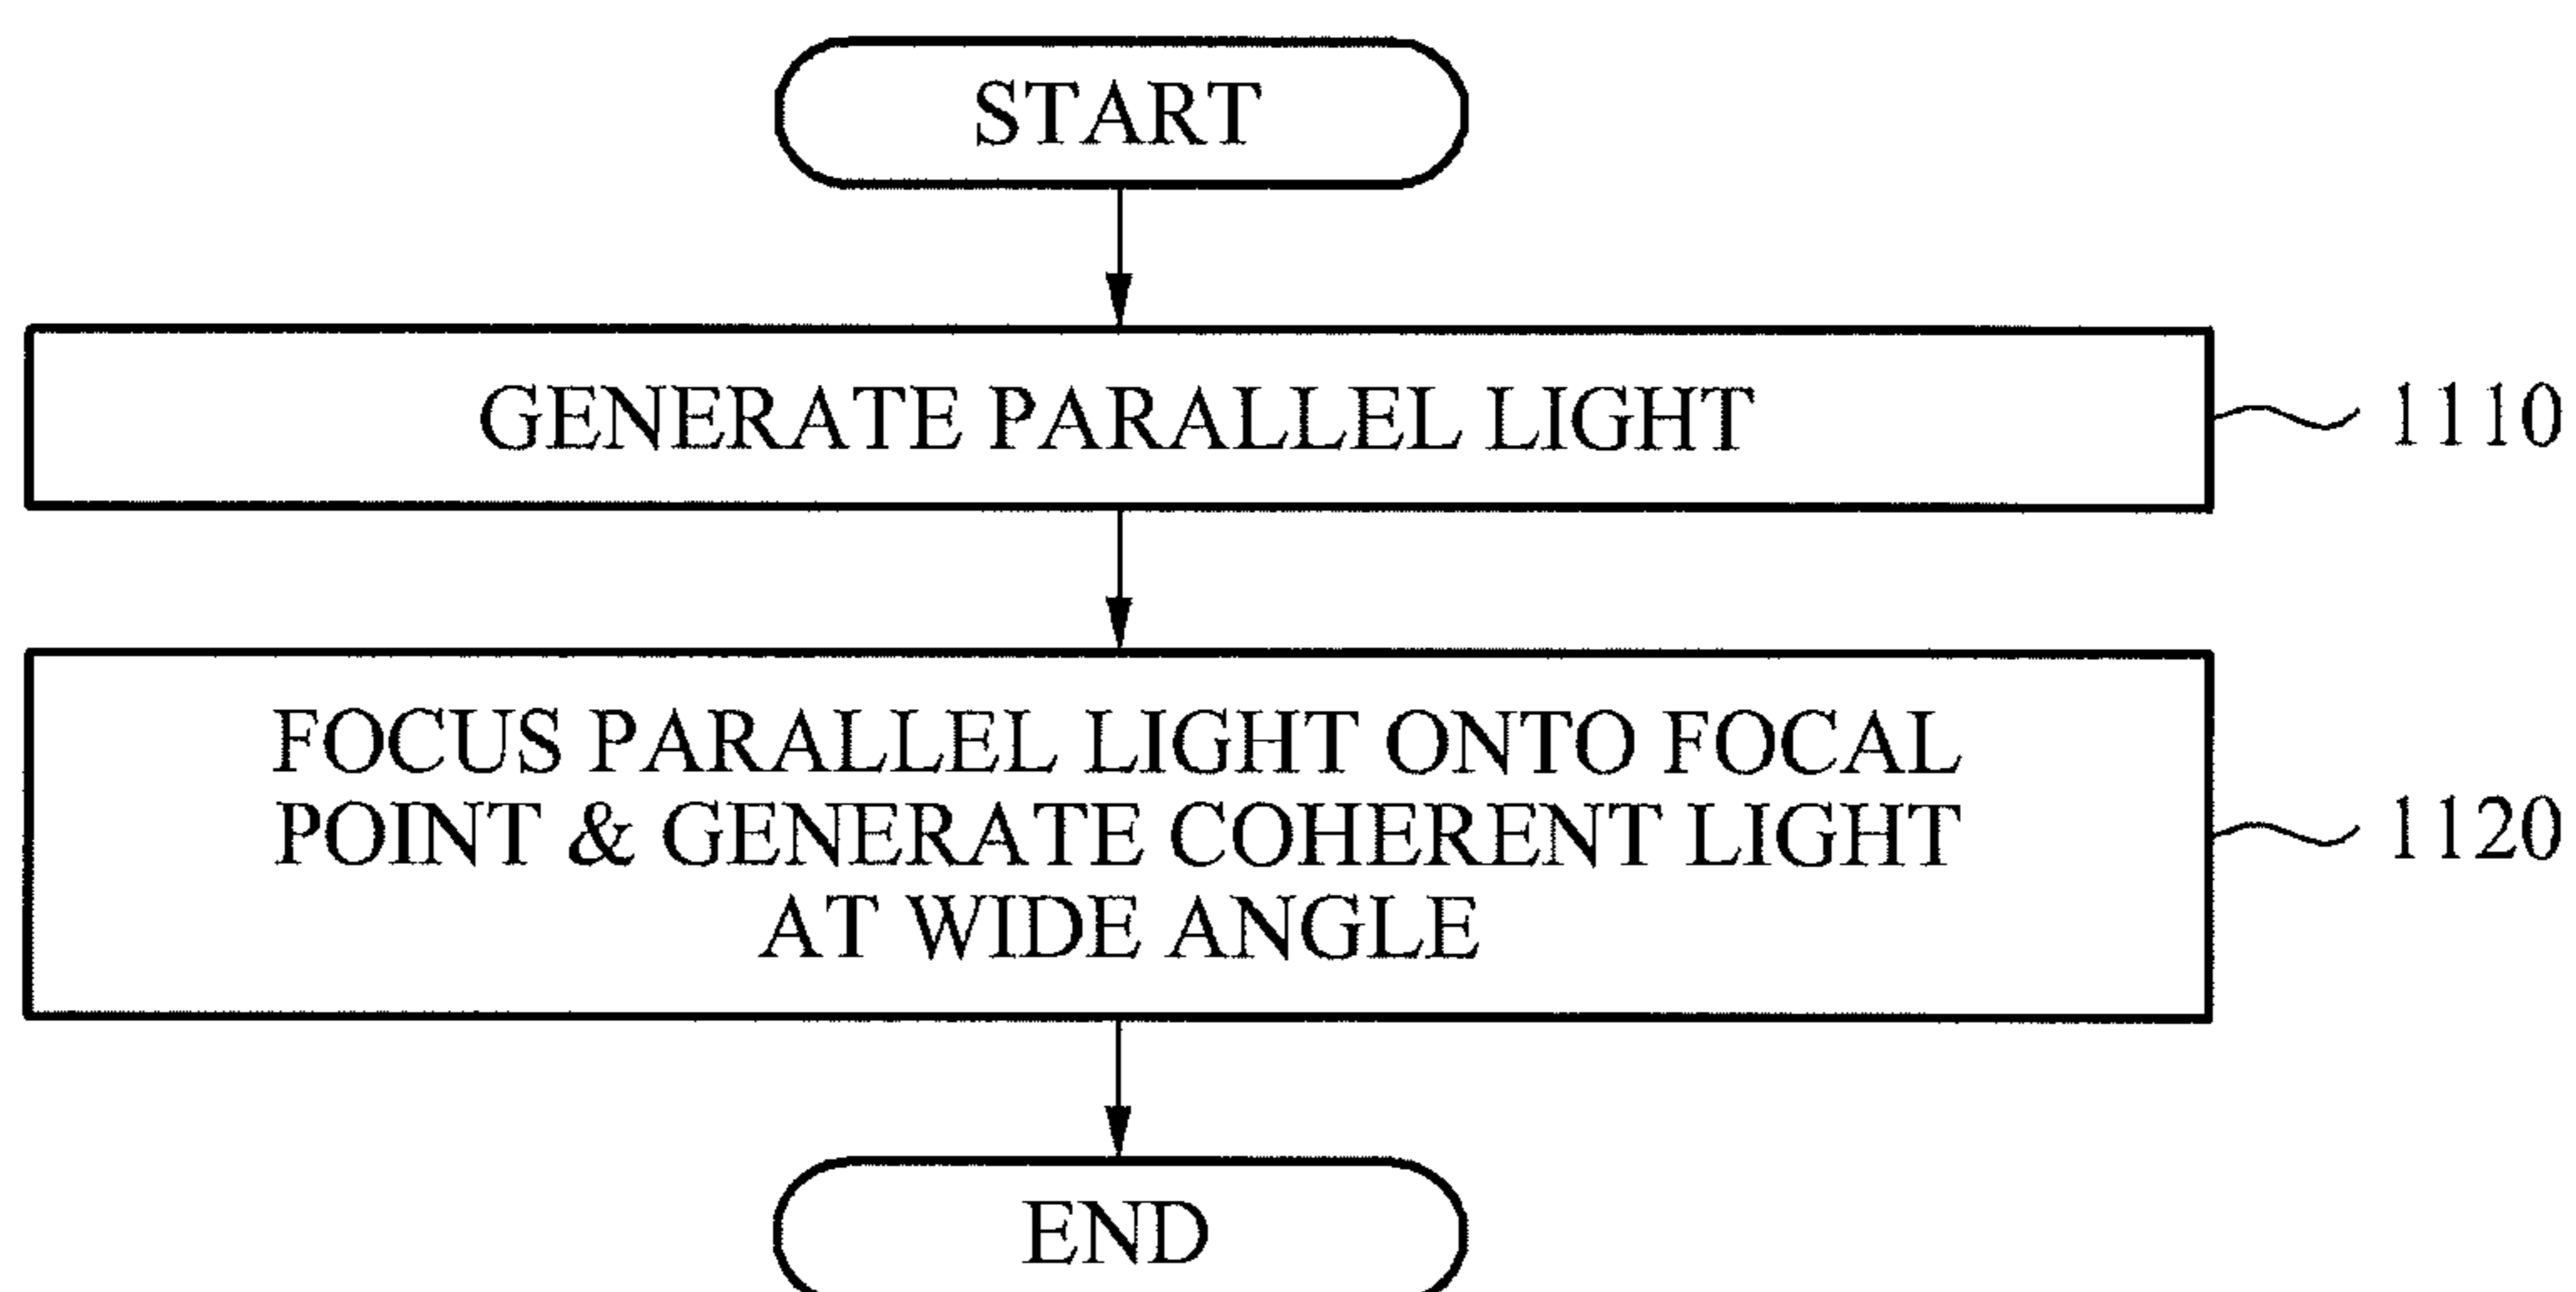 START
GENERATE PARALLEL LIGHT
1110
FOCUS PARALLEL LIGHT ONTO FOCAL
POINT & GENERATE COHERENT LIGHT
AT WIDE ANGLE
1120
END